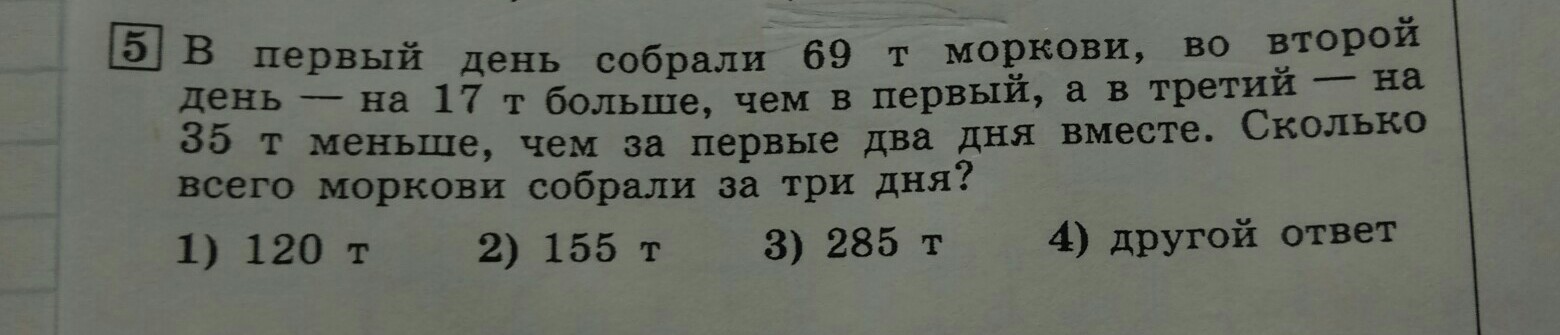 5 В первый день собрали 69 т моркови, во второй
день — на 17 т больше, чем в первый, а в третий — на
35 т меньше, чем за первые два дня вместе. Сколько
всего моркови собрали за три дня?
1) 120 т 2) 155 т 3) 285 т 4) другой ответ